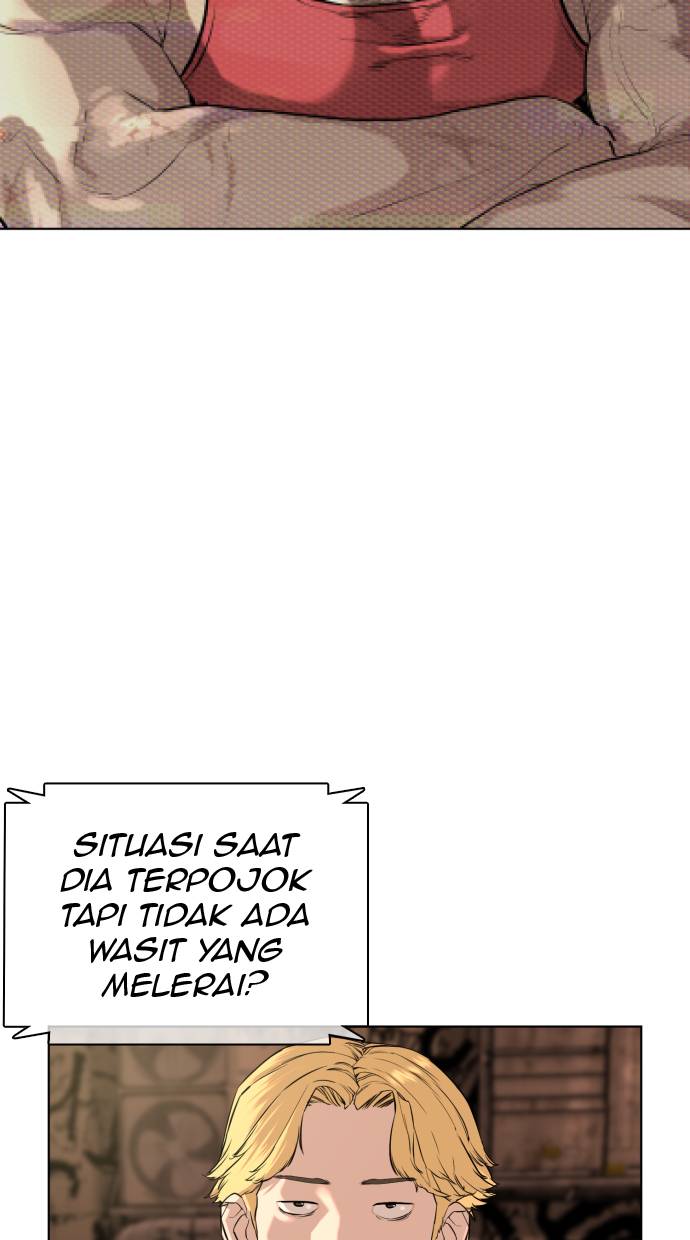 SITUASI SAAT
DIA TERPOJOK
TAPI TIDAK ADA
WASIT YANG
MELERAI?